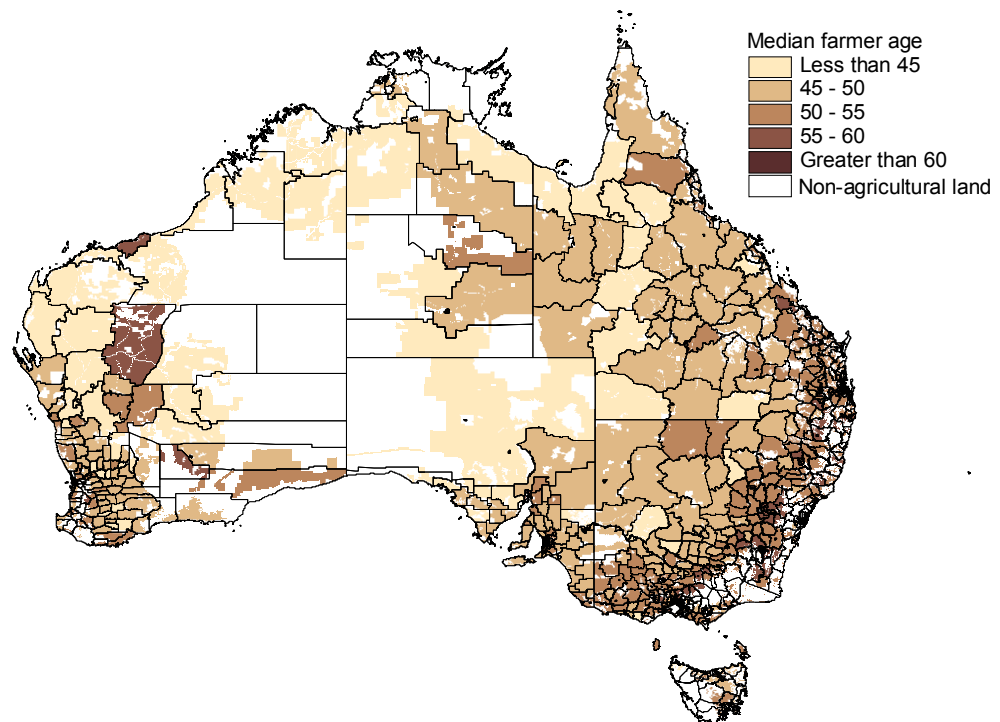 Median farmer age
Less than 45
45 - 50
50 - 55
55 - 60
Greater than 60
Non-agricultural land